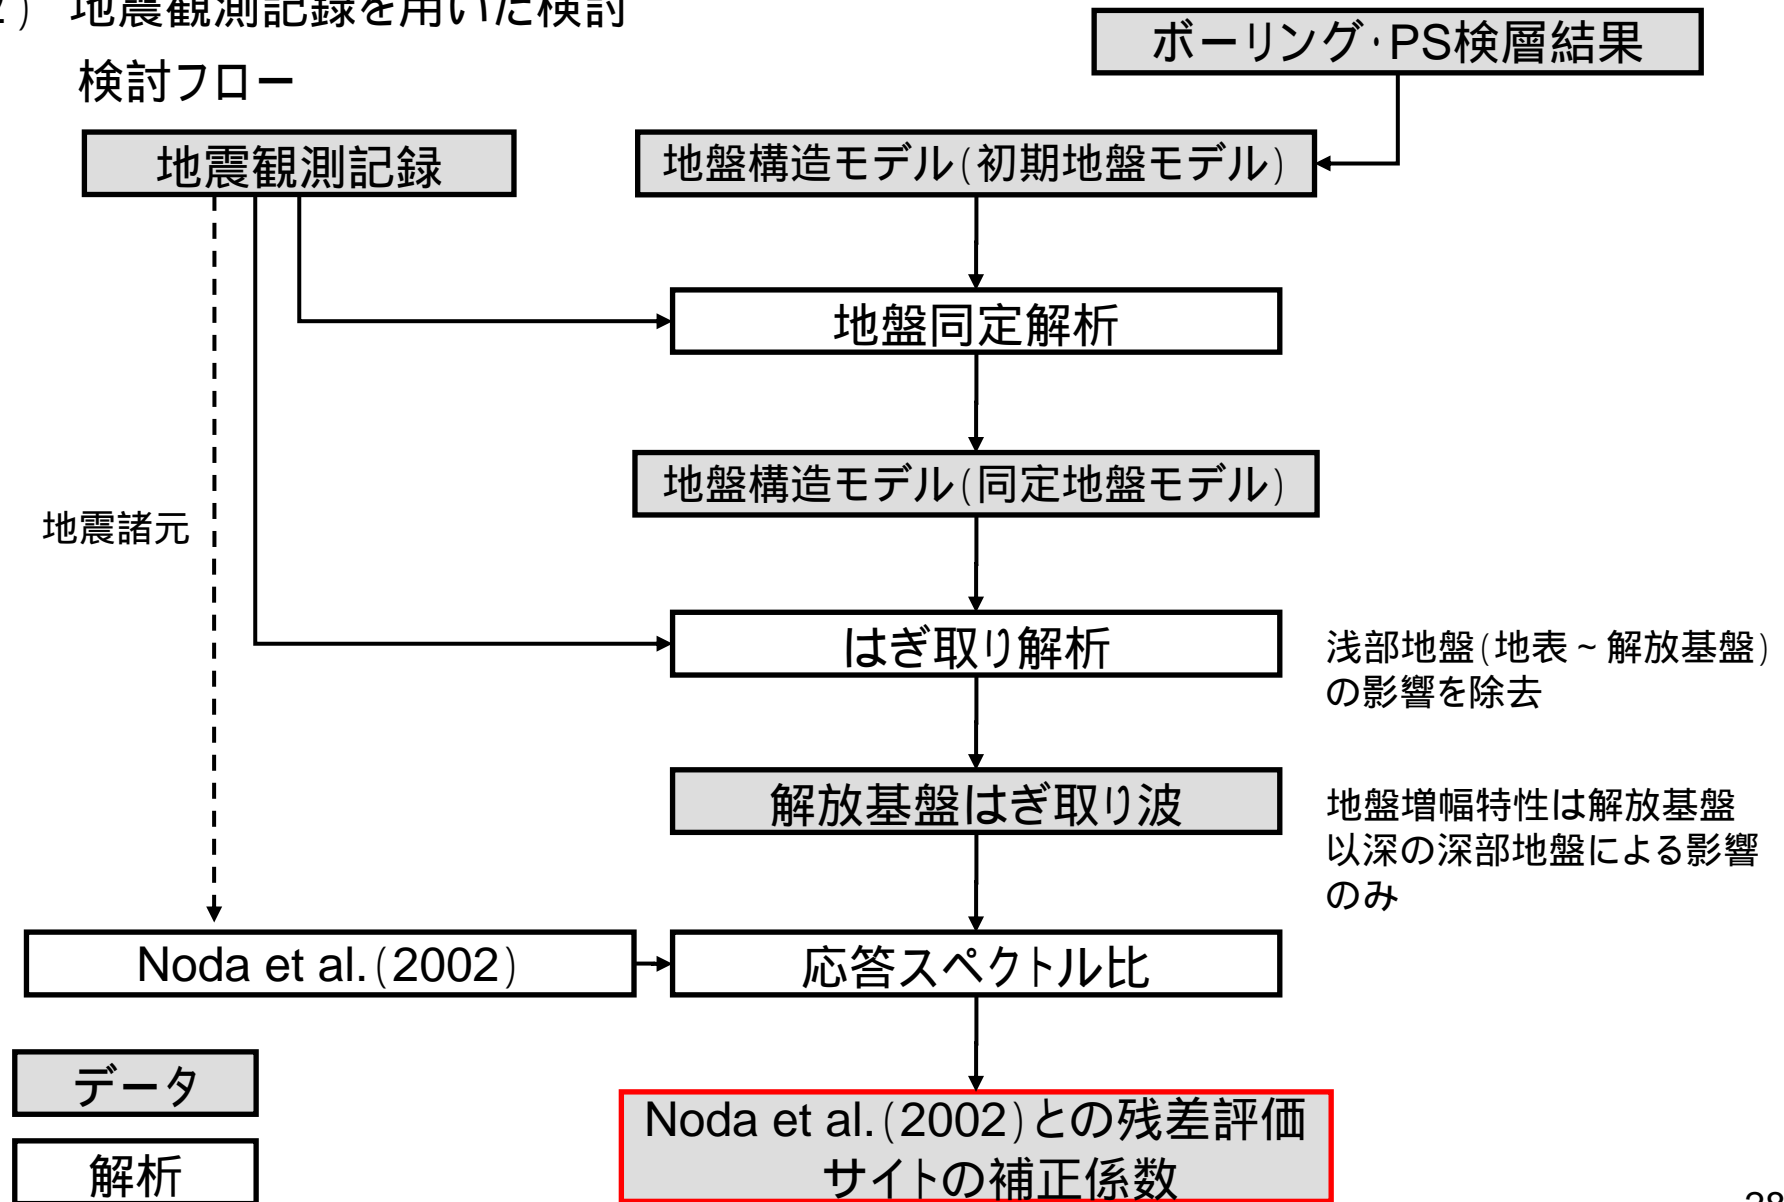 2) 地震観測記録を用いた検討
検討フロー
ボーリング・PS検層結果
地震観測記録
地盤構造モデル(初期地盤モデル)
地盤同定解析
地盤構造モデル(同定地盤モデル)
地震諸元
はぎ取り解析
浅部地盤(地表~解放基盤)
の影響を除去
解放基盤はぎ取り波
地盤増幅特性は解放基盤
以深の深部地盤による影響
のみ
Noda et al.(2002)
応答スペクトル比
データ
解析
Noda et al.(2002)との残差評価
サイトの補正係数